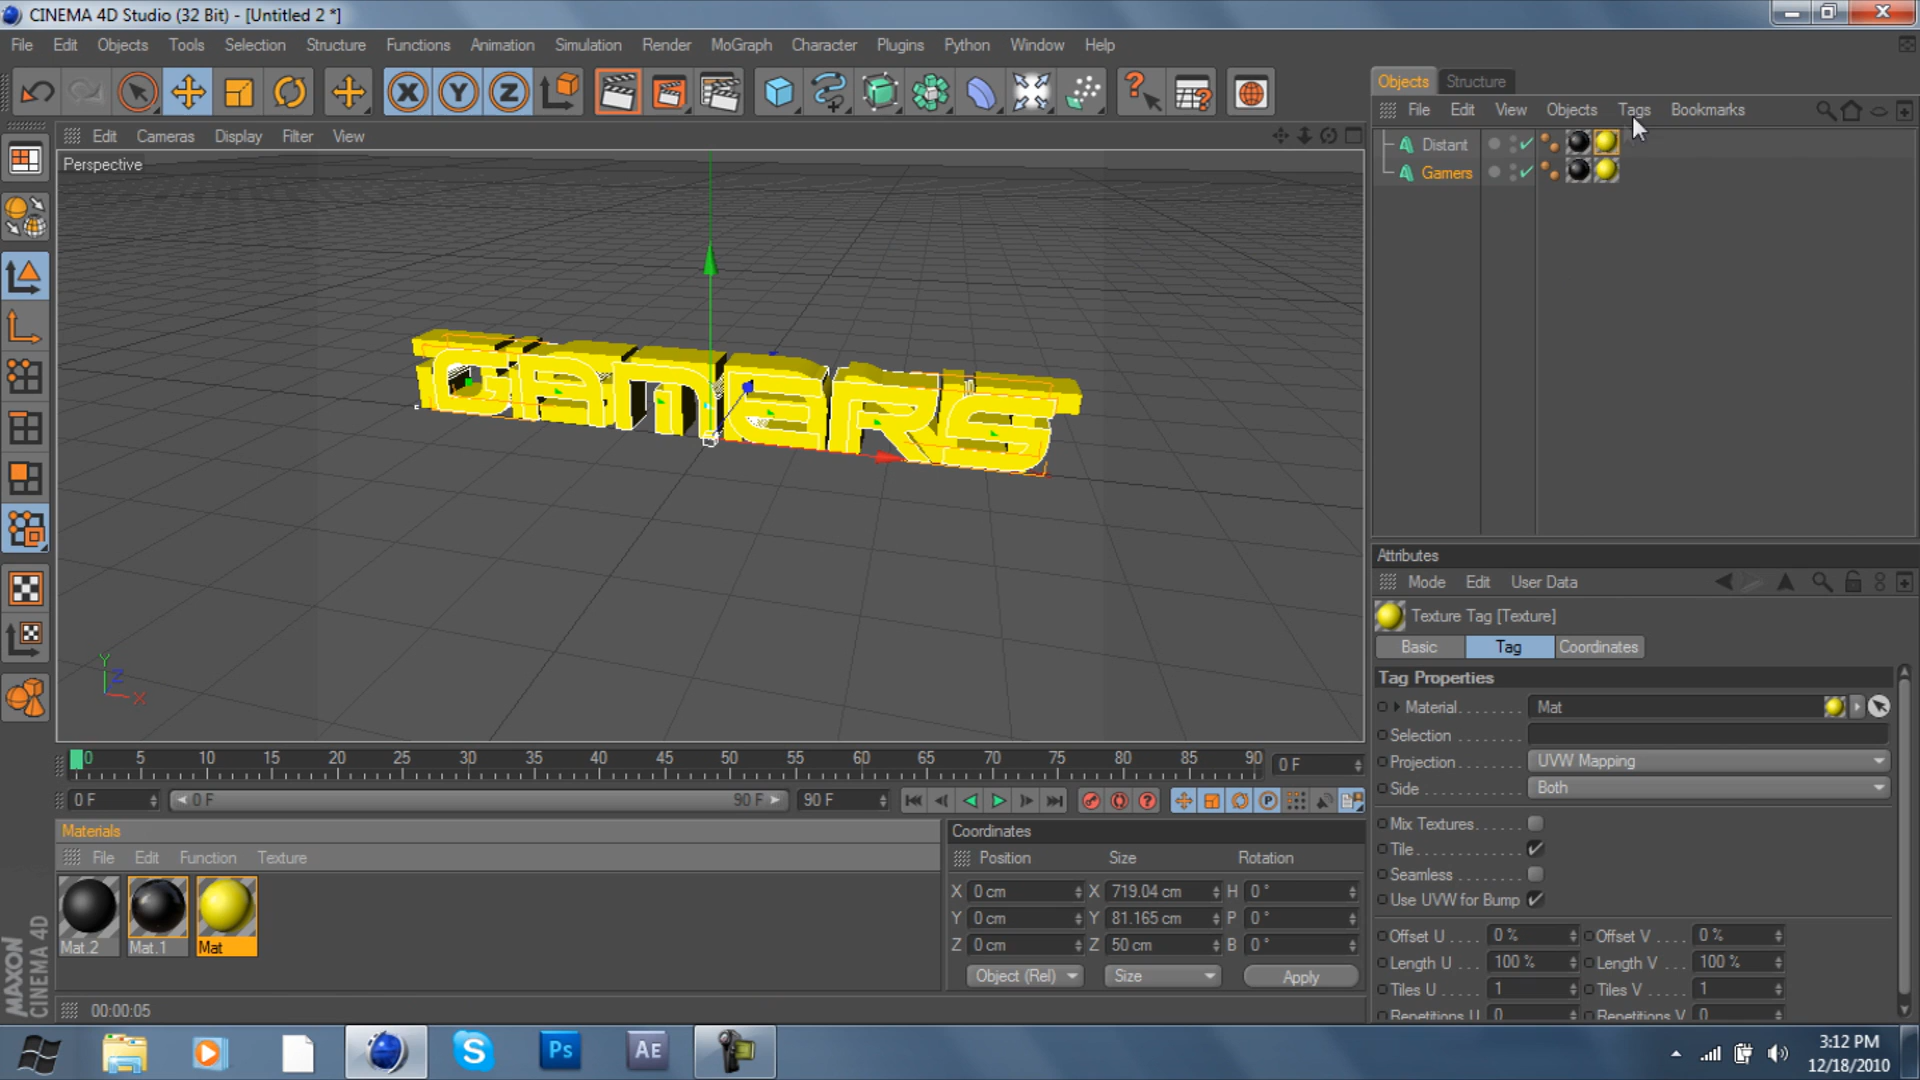 CINEMA 4D Studio (32 Bit) - [Untitled 2 *]
File Edit Objects Tools Selection Structure Functions Animation Simulation Render MoGraph Character Plugins Python Window Help
X Y Z
Objects Structure
File Edit View Objects Tags Bookmarks
Edit Cameras Display Filter View
Distant
Gamers
Perspective
GAMERS
Y
Z
X
Attributes
Mode Edit User Data
Texture Tag [Texture]
Basic Tag Coordinates
Tag Properties
Material. . . . . . . . Mat
Selection . . . . . . .
Projection . . . . . . . UVW Mapping
Side . . . . . . . . . . . Both
Mix Textures. . . . . .
Tile. . . . . . . . . . . .
Seamless . . . . . . .
Use UVW for Bump
Offset U . . . . 0 % Offset V . . . . 0 %
Length U . . . 100 % Length V . . . 100 %
Tiles U . . . . . 1 Tiles V . . . . . 1
Repetitions U 0 Repetitions V 0
0 5 10 15 20 25 30 35 40 45 50 55 60 65 70 75 80 85 90 0 F
0 F 0 F 90 F 90 F P
Materials
File Edit Function Texture
Mat.2 Mat.1 Mat
Coordinates
Position Size Rotation
X 0 cm X 719.04 cm H 0 °
Y 0 cm Y 81.165 cm P 0 °
Z 0 cm Z 50 cm B 0 °
Object (Rel) Size Apply
MAXON
CINEMA 4D
00:00:05
Ps AE
3:12 PM
12/18/2010